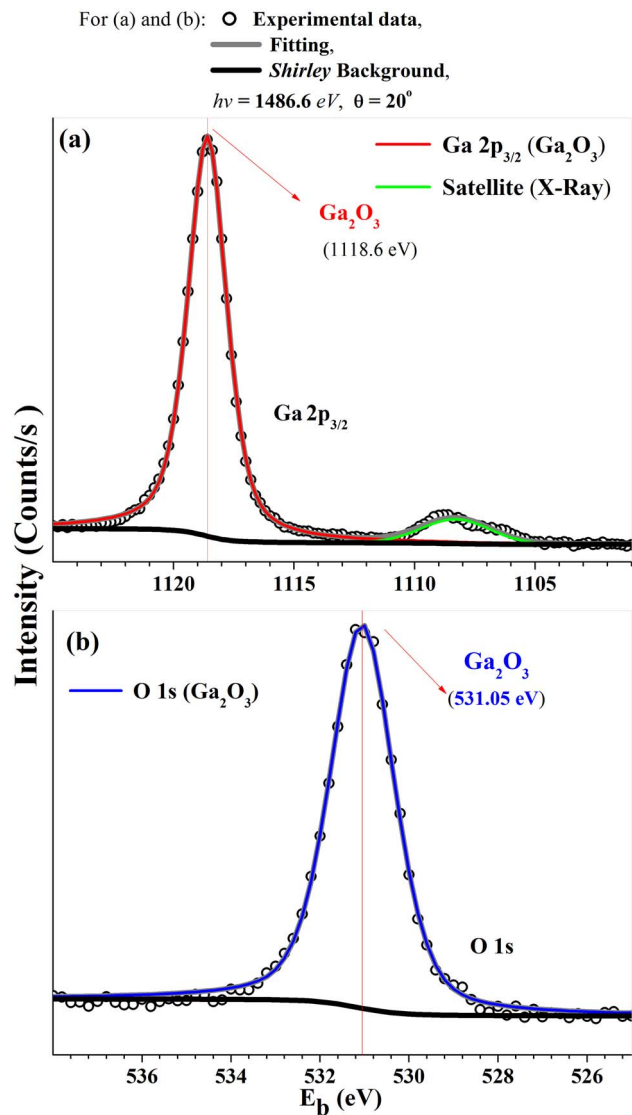 For (a) and (b): Experimental data,
Fitting,
Shirley Background,
hν = 1486.6 eV, θ = 20°
(a)
Ga 2p3/2 (Ga2O3)
Satellite (X-Ray)
Ga2O3
(1118.6 eV)
Ga 2p3/2
1120 1115 1110 1105
Intensity (Counts/s)
(b)
O 1s (Ga2O3)
Ga2O3
(531.05 eV)
O 1s
536 534 532 530 528 526
Eb (eV)